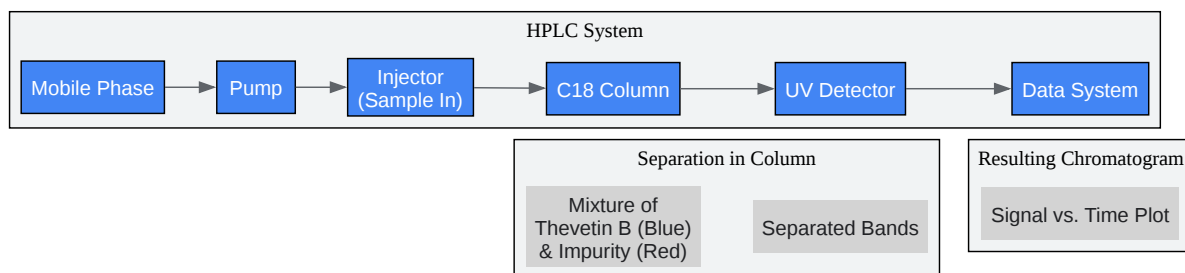 HPLC System
Mobile Phase
Pump
Injector
(Sample In)
C18 Column
UV Detector
Data System
Separation in Column
Mixture of
Thevetin B (Blue)
& Impurity (Red)
Separated Bands
Resulting Chromatogram
Signal vs. Time Plot